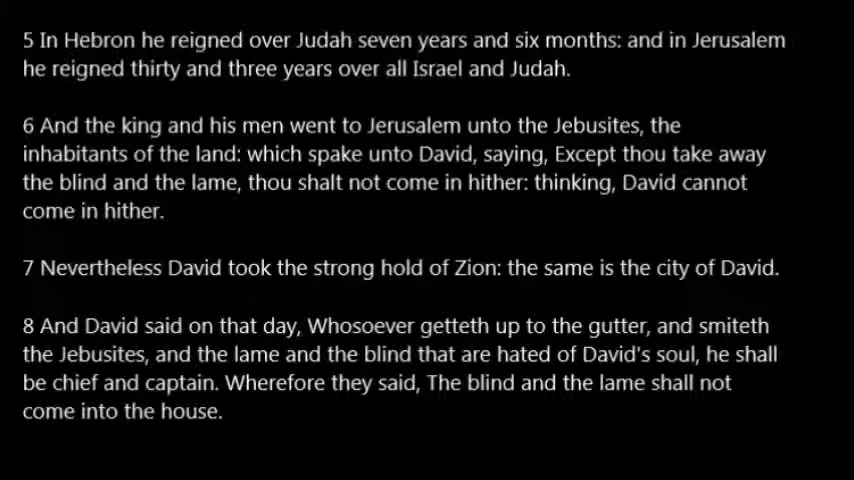 5 In Hebron he reigned over Judah seven years and six months: and in Jerusalem
he reigned thirty and three years over all Israel and Judah.
6 And the king and his men went to Jerusalem unto the Jebusites, the
inhabitants of the land: which spake unto David, saying, Except thou take away
the blind and the lame, thou shalt not come in hither: thinking, David cannot
come in hither.
7 Nevertheless David took the strong hold of Zion: the same is the city of David.
8 And David said on that day, Whosoever getteth up to the gutter, and smiteth
the Jebusites, and the lame and the blind that are hated of David's soul, he shall
be chief and captain. Wherefore they said, The blind and the lame shall not
come into the house.